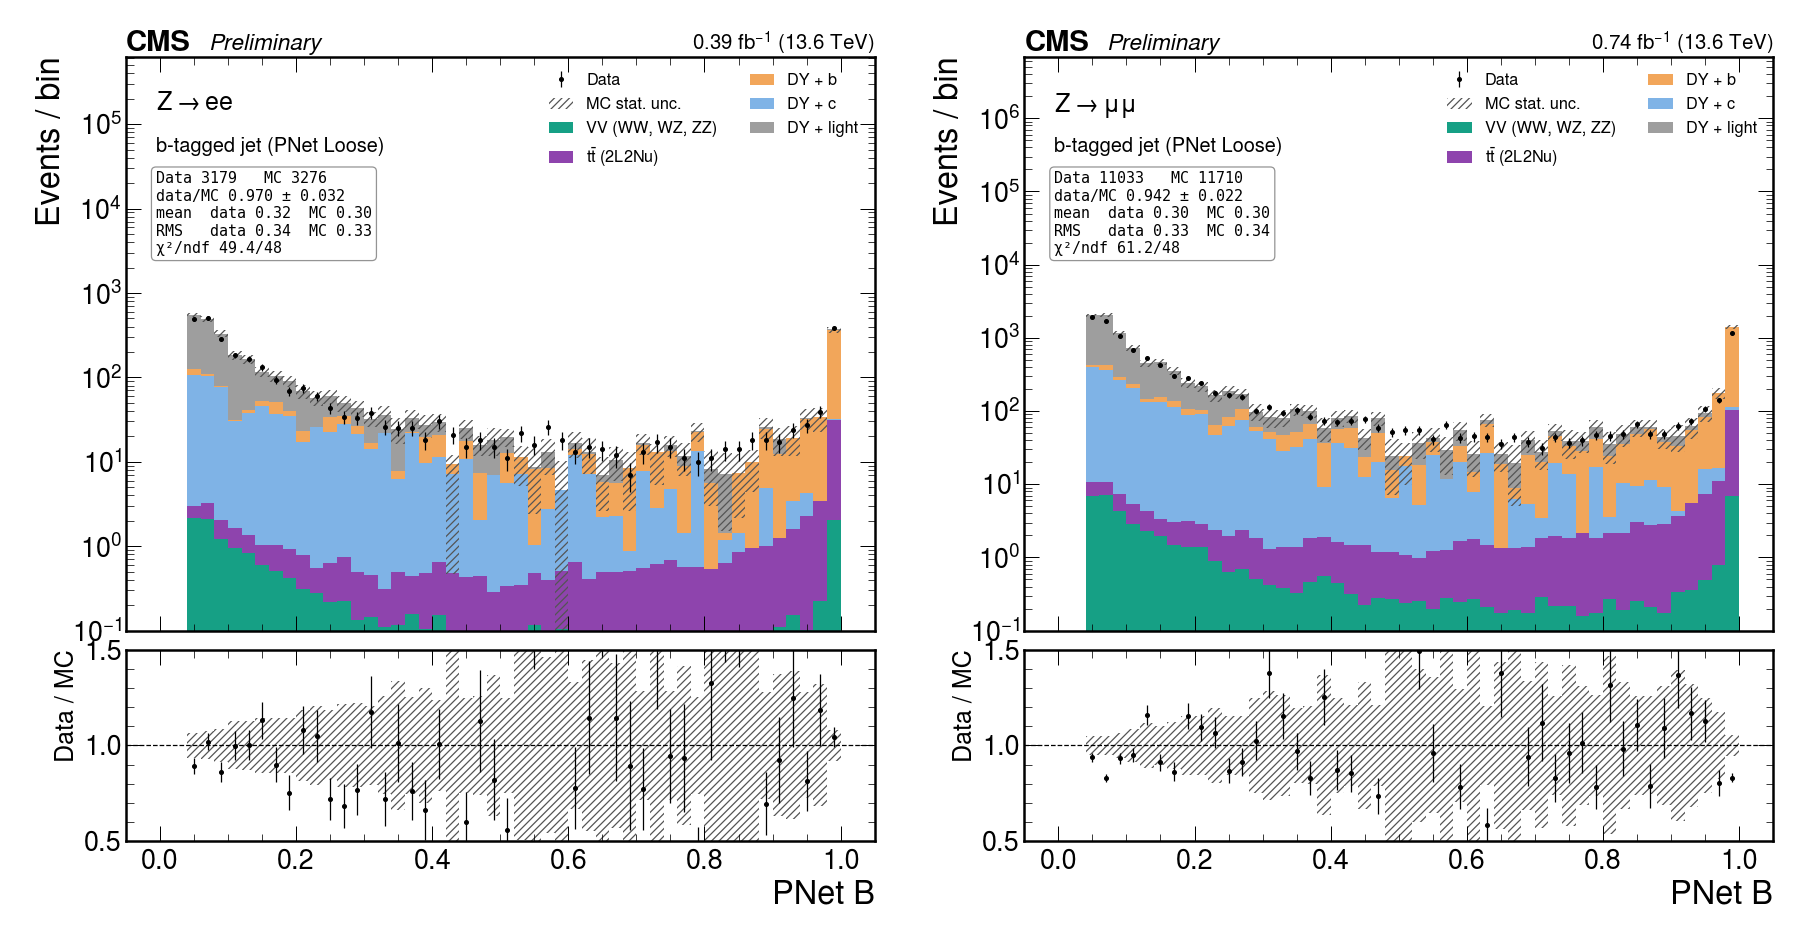 CMS Preliminary 0.39 fb⁻¹ (13.6 TeV)
Events / bin
Z→ee
b-tagged jet (PNet Loose)
Data 3179 MC 3276
data/MC 0.970 ± 0.032
mean data 0.32 MC 0.30
RMS data 0.34 MC 0.33
χ²/ndf 49.4/48
Data
MC stat. unc.
VV (WW, WZ, ZZ)
tt̄ (2L2Nu)
DY + b
DY + c
DY + light
10⁵
10⁴
10³
10²
10¹
10⁰
10⁻¹
Data / MC
1.5
1.0
0.5
0.0 0.2 0.4 0.6 0.8 1.0
PNet B
CMS Preliminary 0.74 fb⁻¹ (13.6 TeV)
Events / bin
Z→μμ
b-tagged jet (PNet Loose)
Data 11033 MC 11710
data/MC 0.942 ± 0.022
mean data 0.30 MC 0.30
RMS data 0.33 MC 0.34
χ²/ndf 61.2/48
Data
MC stat. unc.
VV (WW, WZ, ZZ)
tt̄ (2L2Nu)
DY + b
DY + c
DY + light
10⁶
10⁵
10⁴
10³
10²
10¹
10⁰
10⁻¹
Data / MC
1.5
1.0
0.5
0.0 0.2 0.4 0.6 0.8 1.0
PNet B